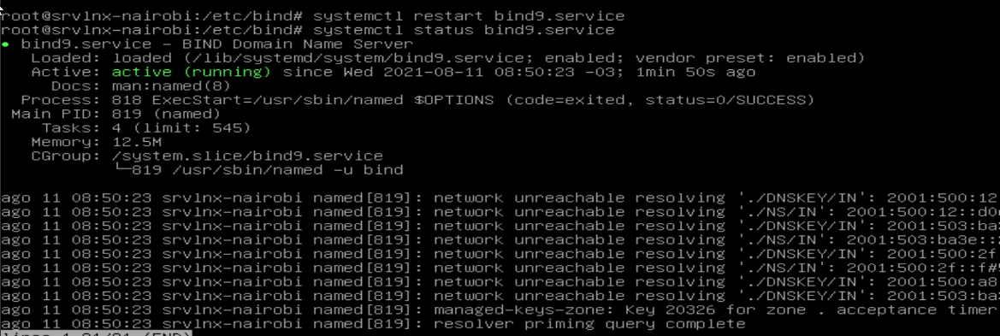 root@srvlnx-nairobi:/etc/bind# systemctl restart bind9.service
root@srvlnx-nairobi:/etc/bind# systemctl status bind9.service
● bind9.service – BIND Domain Name Server
Loaded: loaded (/lib/systemd/system/bind9.service; enabled; vendor preset: enabled)
Active: active (running) since Wed 2021-08-11 08:50:23 -03; 1min 50s ago
Docs: man:named(8)
Process: 818 ExecStart=/usr/sbin/named $OPTIONS (code=exited, status=0/SUCCESS)
Main PID: 819 (named)
Tasks: 4 (limit: 545)
Memory: 12.5M
CGroup: /system.slice/bind9.service
└─819 /usr/sbin/named -u bind
ago 11 08:50:23 srvlnx-nairobi named[819]: network unreachable resolving './DNSKEY/IN': 2001:500:12
ago 11 08:50:23 srvlnx-nairobi named[819]: network unreachable resolving './NS/IN': 2001:500:12::d0
ago 11 08:50:23 srvlnx-nairobi named[819]: network unreachable resolving './DNSKEY/IN': 2001:503:ba
ago 11 08:50:23 srvlnx-nairobi named[819]: network unreachable resolving './NS/IN': 2001:503:ba3e::
ago 11 08:50:23 srvlnx-nairobi named[819]: network unreachable resolving './DNSKEY/IN': 2001:500:2f
ago 11 08:50:23 srvlnx-nairobi named[819]: network unreachable resolving './NS/IN': 2001:500:2f::f#
ago 11 08:50:23 srvlnx-nairobi named[819]: network unreachable resolving './DNSKEY/IN': 2001:500:a8
ago 11 08:50:23 srvlnx-nairobi named[819]: network unreachable resolving './DNSKEY/IN': 2001:503:ba
ago 11 08:50:23 srvlnx-nairobi named[819]: managed-keys-zone: Key 20326 for zone . acceptance timer
ago 11 08:50:23 srvlnx-nairobi named[819]: resolver priming query complete